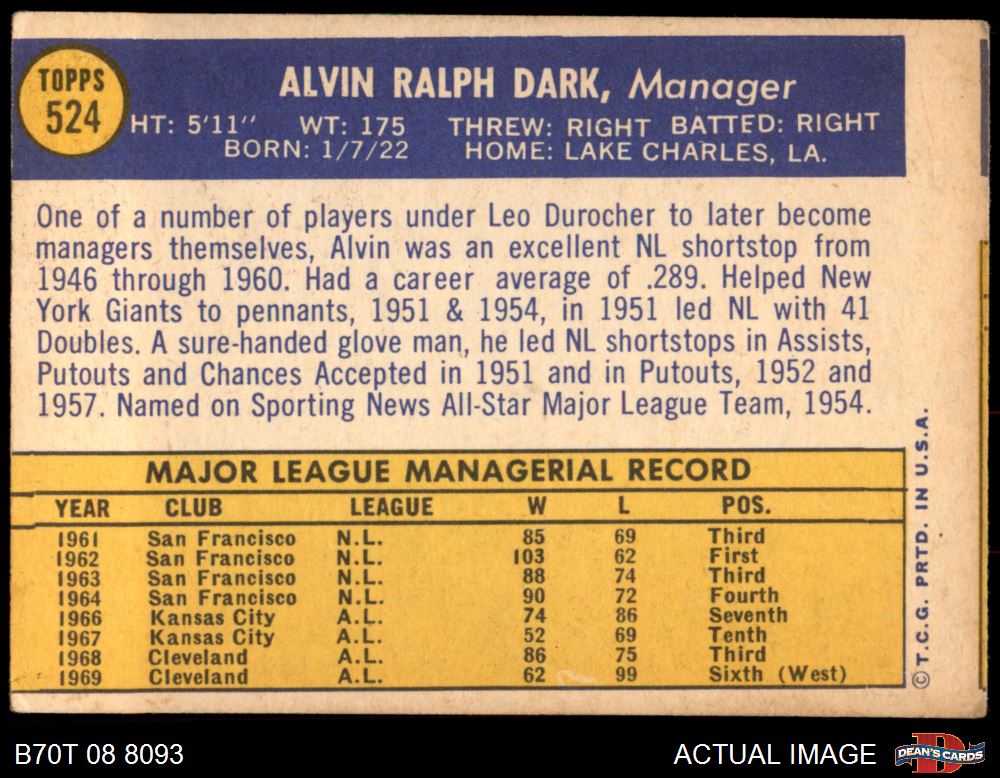 TOPPS
524
ALVIN RALPH DARK, Manager
HT: 5'11" WT: 175 THREW: RIGHT BATTED: RIGHT
BORN: 1/7/22 HOME: LAKE CHARLES, LA.
One of a number of players under Leo Durocher to later become
managers themselves, Alvin was an excellent NL shortstop from
1946 through 1960. Had a career average of .289. Helped New
York Giants to pennants, 1951 & 1954, in 1951 led NL with 41
Doubles. A sure-handed glove man, he led NL shortstops in Assists,
Putouts and Chances Accepted in 1951 and in Putouts, 1952 and
1957. Named on Sporting News All-Star Major League Team, 1954.
MAJOR LEAGUE MANAGERIAL RECORD
YEAR CLUB LEAGUE W L POS.
1961 San Francisco N.L. 85 69 Third
1962 San Francisco N.L. 103 62 First
1963 San Francisco N.L. 88 74 Third
1964 San Francisco N.L. 90 72 Fourth
1966 Kansas City A.L. 74 86 Seventh
1967 Kansas City A.L. 52 69 Tenth
1968 Cleveland A.L. 86 75 Third
1969 Cleveland A.L. 62 99 Sixth (West)
© T.C.G. PRTD. IN U.S.A.
B70T 08 8093
ACTUAL IMAGE
DEAN'S CARDS